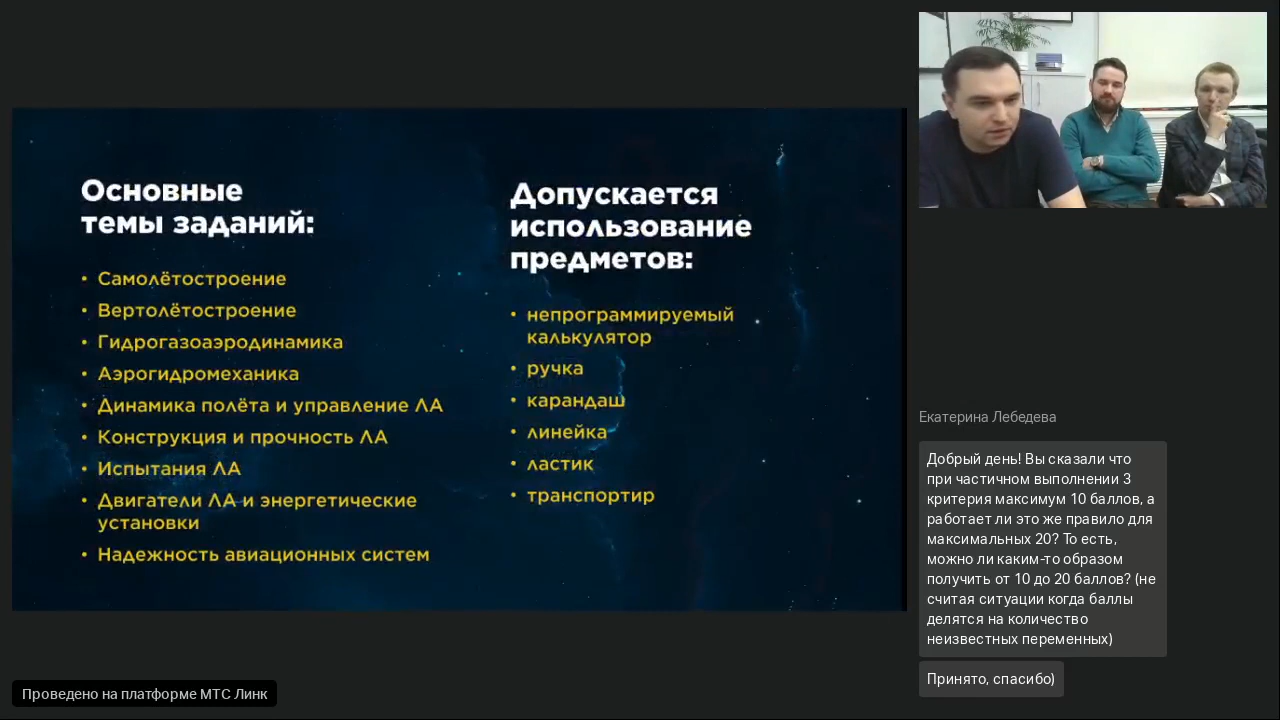 Основные
темы заданий:
• Самолётостроение
• Вертолётостроение
• Гидрогазоаэродинамика
• Аэрогидромеханика
• Динамика полёта и управление ЛА
• Конструкция и прочность ЛА
• Испытания ЛА
• Двигатели ЛА и энергетические
установки
• Надежность авиационных систем
Допускается
использование
предметов:
• непрограммируемый
калькулятор
• ручка
• карандаш
• линейка
• ластик
• транспортир
Екатерина Лебедева
Добрый день! Вы сказали что
при частичном выполнении 3
критерия максимум 10 баллов, а
работает ли это же правило для
максимальных 20? То есть,
можно ли каким-то образом
получить от 10 до 20 баллов? (не
считая ситуации когда баллы
делятся на количество
неизвестных переменных)
Принято, спасибо)
Проведено на платформе МТС Линк